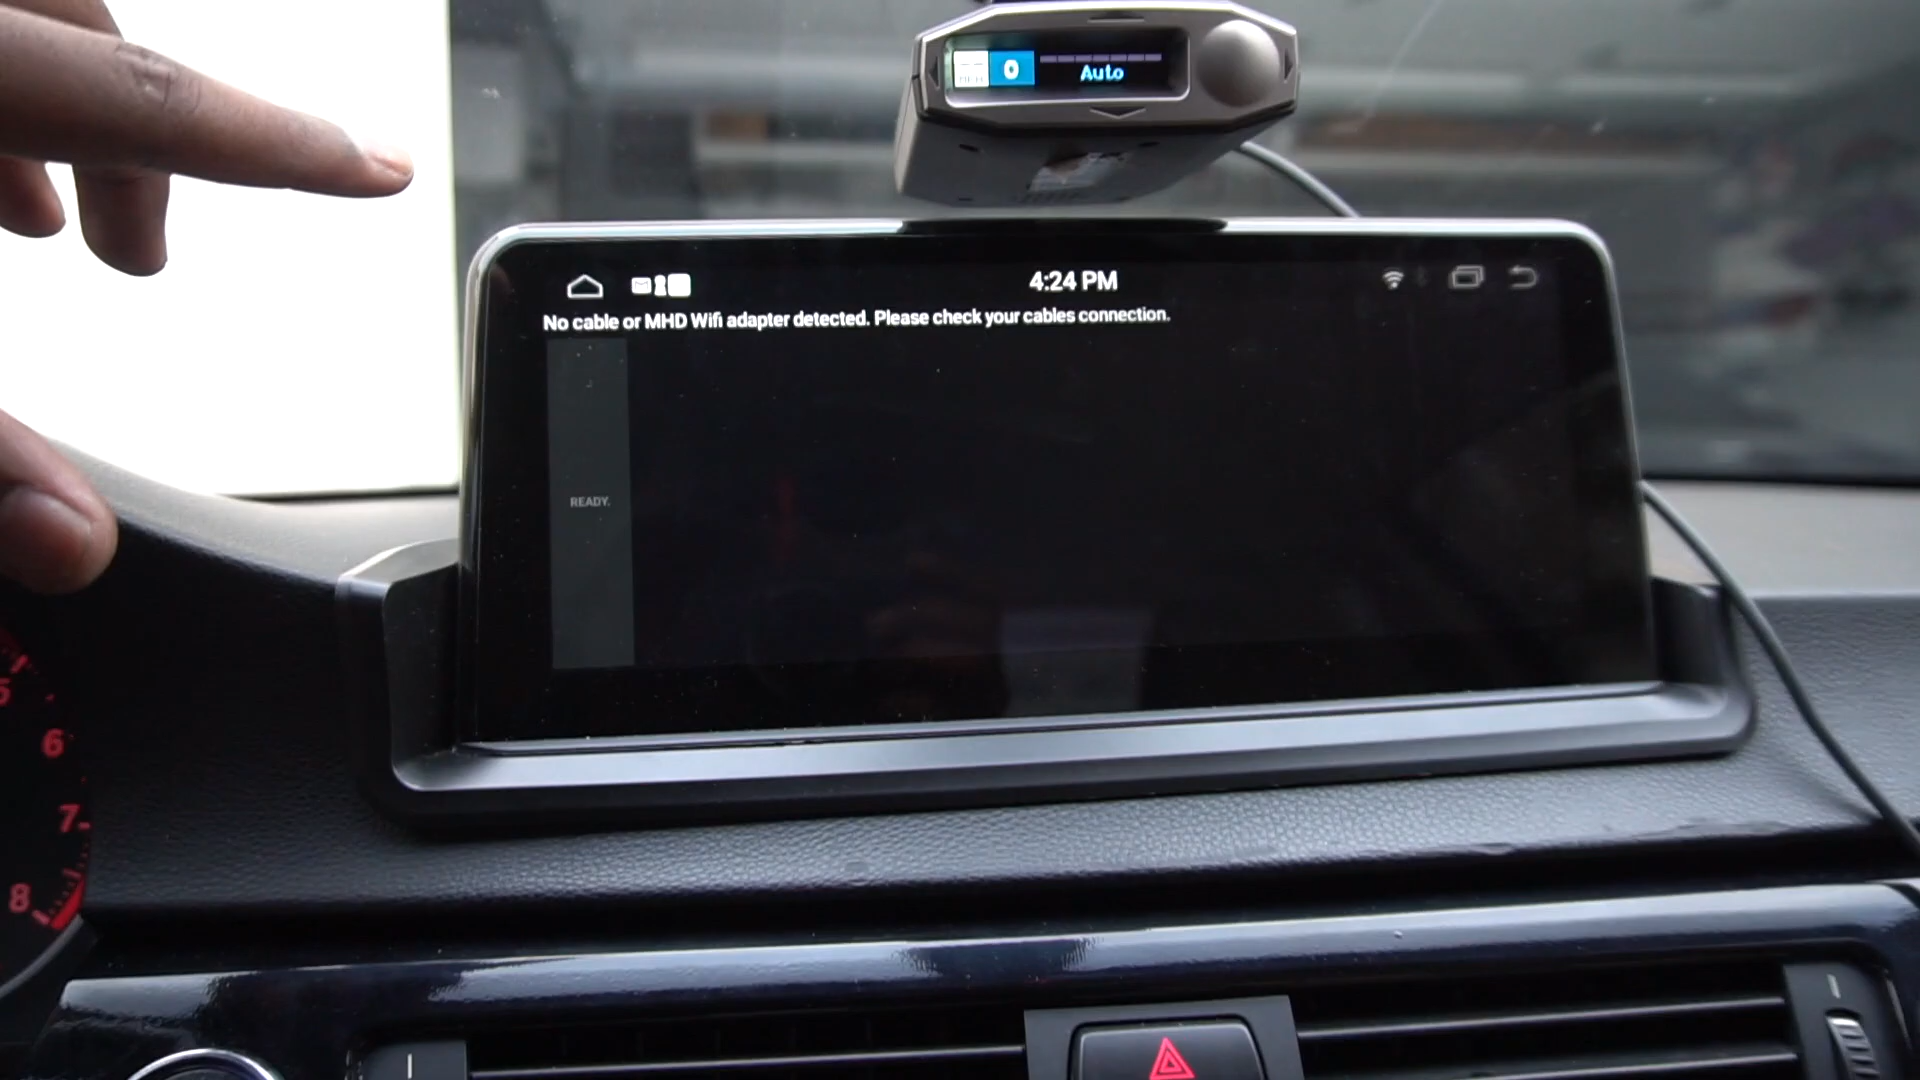 0
Auto
4:24 PM
No cable or MHD Wifi adapter detected. Please check your cables connection.
READY.
5
6
7
8